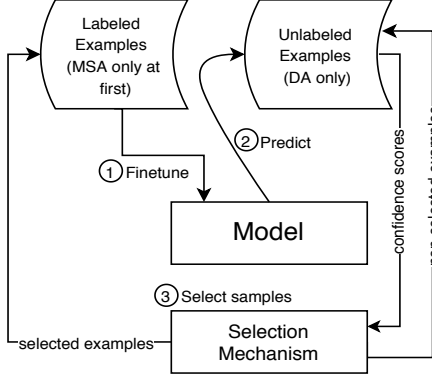 Labeled
Examples
(MSA only at
first)
Unlabeled
Examples
(DA only)
2 Predict
1 Finetune
confidence scores
Model
3 Select samples
selected examples
Selection
Mechanism